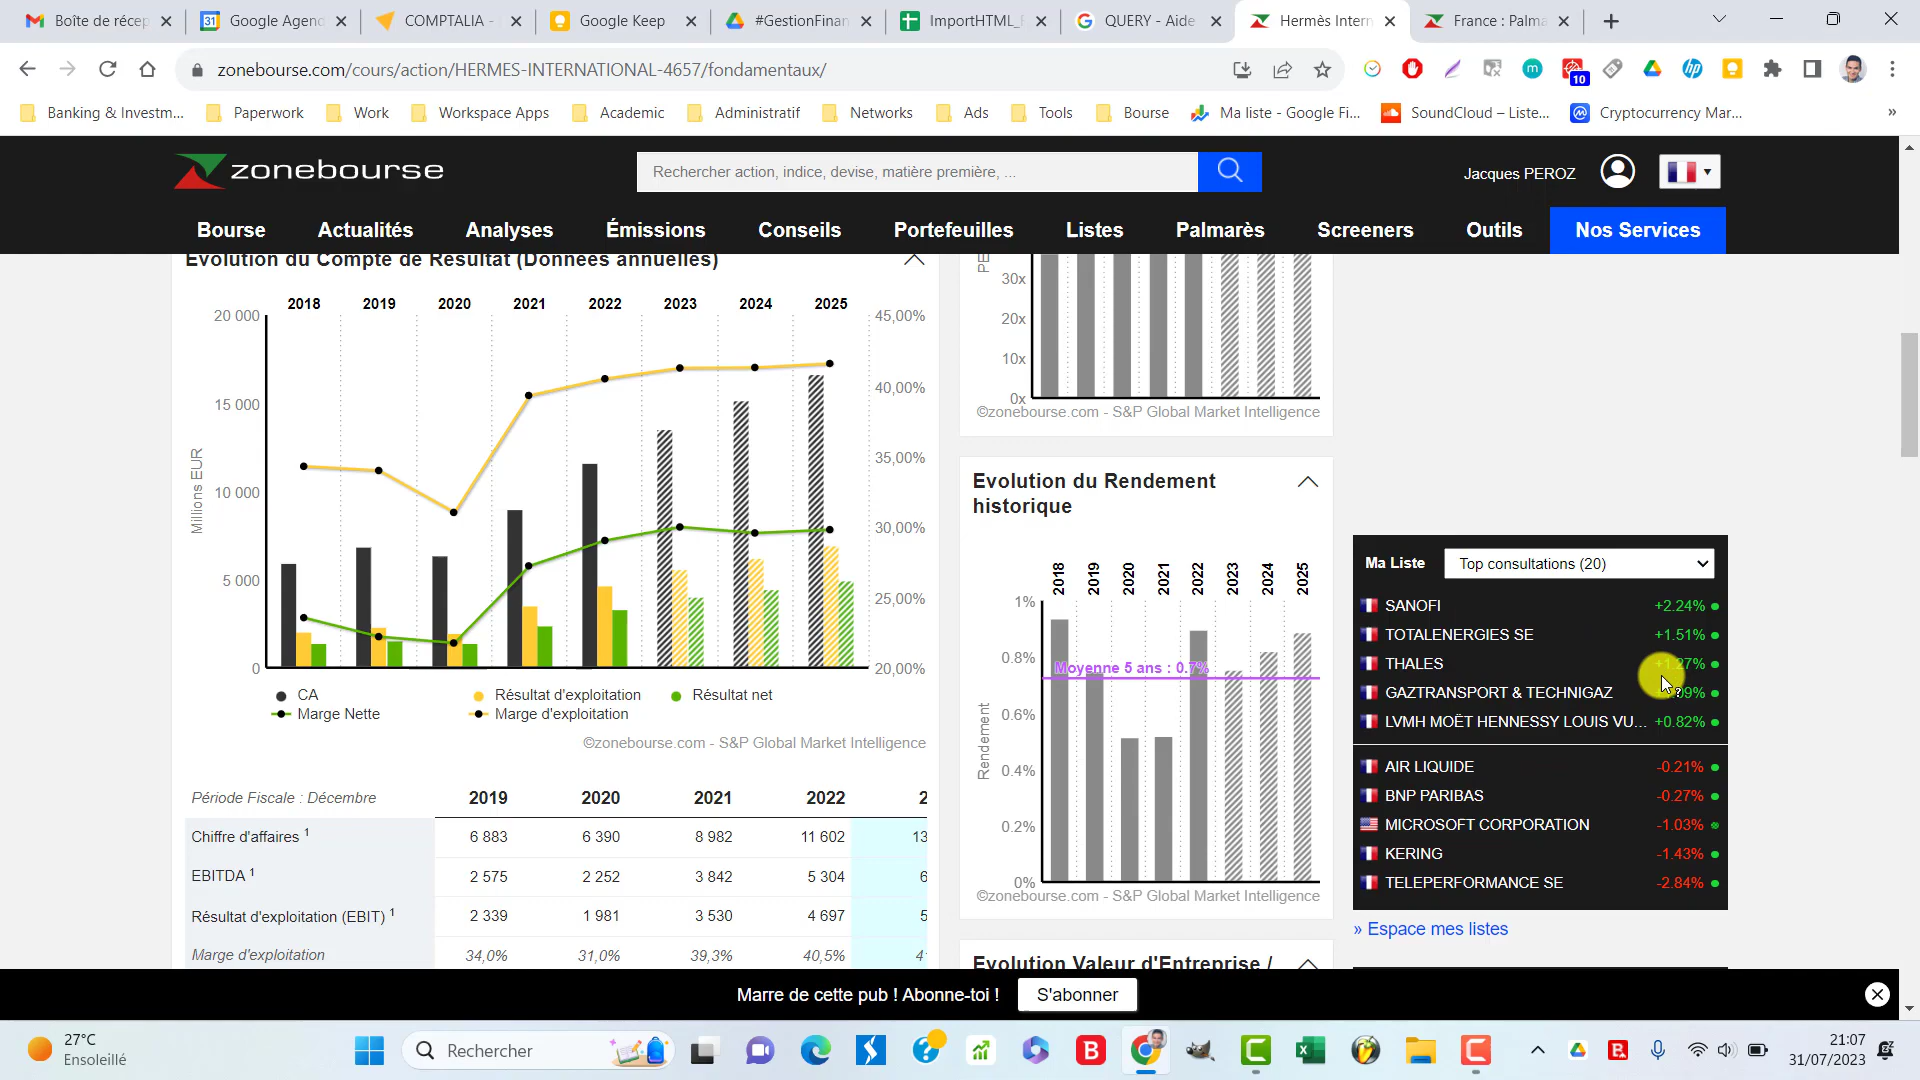 Boîte de récep
Google Agend
COMPTALIA -
Google Keep
#GestionFinan
ImportHTML_
QUERY - Aide
Hermès Intern
France : Palma
zonebourse.com/cours/action/HERMES-INTERNATIONAL-4657/fondamentaux/
10
Banking & Investm...
Paperwork
Work
Workspace Apps
Academic
Administratif
Networks
Ads
Tools
Bourse
Ma liste - Google Fi...
SoundCloud – Liste...
Cryptocurrency Mar...
»
zonebourse
Rechercher action, indice, devise, matière première, ...
Jacques PEROZ
Bourse Actualités Analyses Émissions Conseils Portefeuilles Listes Palmarès Screeners Outils Nos Services
Evolution du Compte de Résultat (Données annuelles)
2018 2019 2020 2021 2022 2023 2024 2025
20 000
15 000
10 000
5 000
0
Millions EUR
45,00%
40,00%
35,00%
30,00%
25,00%
20,00%
CA
Résultat d'exploitation
Résultat net
Marge Nette
Marge d'exploitation
©zonebourse.com - S&P Global Market Intelligence
Période Fiscale : Décembre 2019 2020 2021 2022 2
Chiffre d'affaires 1 6 883 6 390 8 982 11 602 13
EBITDA 1 2 575 2 252 3 842 5 304 6
Résultat d'exploitation (EBIT) 1 2 339 1 981 3 530 4 697 5
Marge d'exploitation 34,0% 31,0% 39,3% 40,5% 4
PE
30x
20x
10x
0x
©zonebourse.com - S&P Global Market Intelligence
Evolution du Rendement
historique
2018 2019 2020 2021 2022 2023 2024 2025
1%
0.8%
0.6%
0.4%
0.2%
0%
Rendement
Moyenne 5 ans : 0.7%
©zonebourse.com - S&P Global Market Intelligence
Evolution Valeur d'Entreprise /
Ma Liste
Top consultations (20)
SANOFI +2.24%
TOTALENERGIES SE +1.51%
THALES +1.27%
GAZTRANSPORT & TECHNIGAZ
LVMH MOËT HENNESSY LOUIS VU... +0.82%
AIR LIQUIDE -0.21%
BNP PARIBAS -0.27%
MICROSOFT CORPORATION -1.03%
KERING -1.43%
TELEPERFORMANCE SE -2.84%
» Espace mes listes
Marre de cette pub ! Abonne-toi !
S'abonner
27°C
Ensoleillé
Rechercher
21:07
31/07/2023